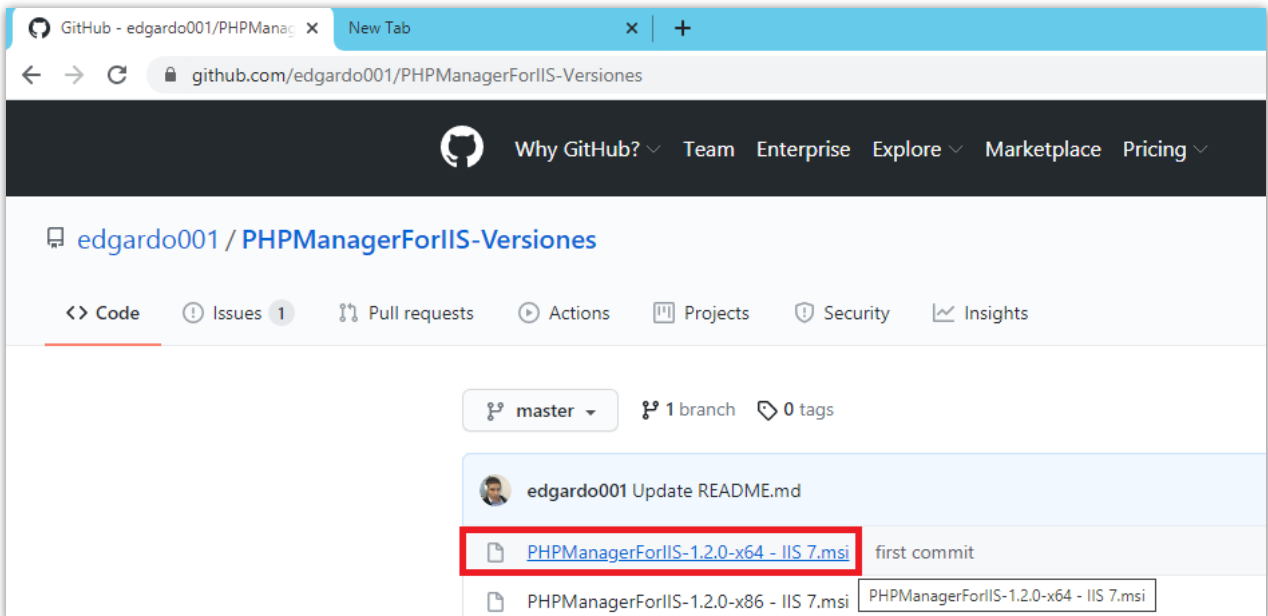 GitHub - edgardo001/PHPManag
New Tab
github.com/edgardo001/PHPManagerForIIS-Versiones
Why GitHub? Team Enterprise Explore Marketplace Pricing
edgardo001 / PHPManagerForIIS-Versiones
<> Code Issues 1 Pull requests Actions Projects Security Insights
master 1 branch 0 tags
edgardo001 Update README.md
PHPManagerForIIS-1.2.0-x64 - IIS 7.msi first commit
PHPManagerForIIS-1.2.0-x86 - IIS 7.msi
PHPManagerForIIS-1.2.0-x64 - IIS 7.msi